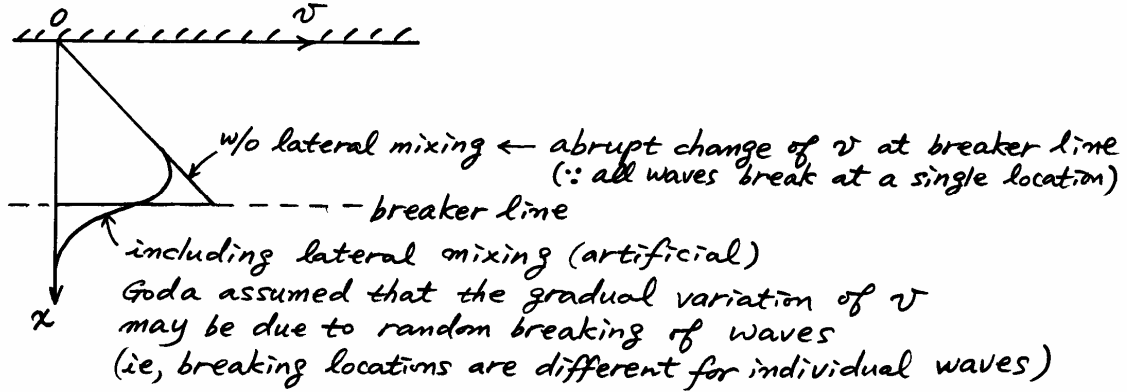 0 v
w/o lateral mixing ← abrupt change of v at breaker line
(∵ all waves break at a single location)
breaker line
including lateral mixing (artificial)
Goda assumed that the gradual variation of v
x
may be due to random breaking of waves
(ie, breaking locations are different for individual waves)